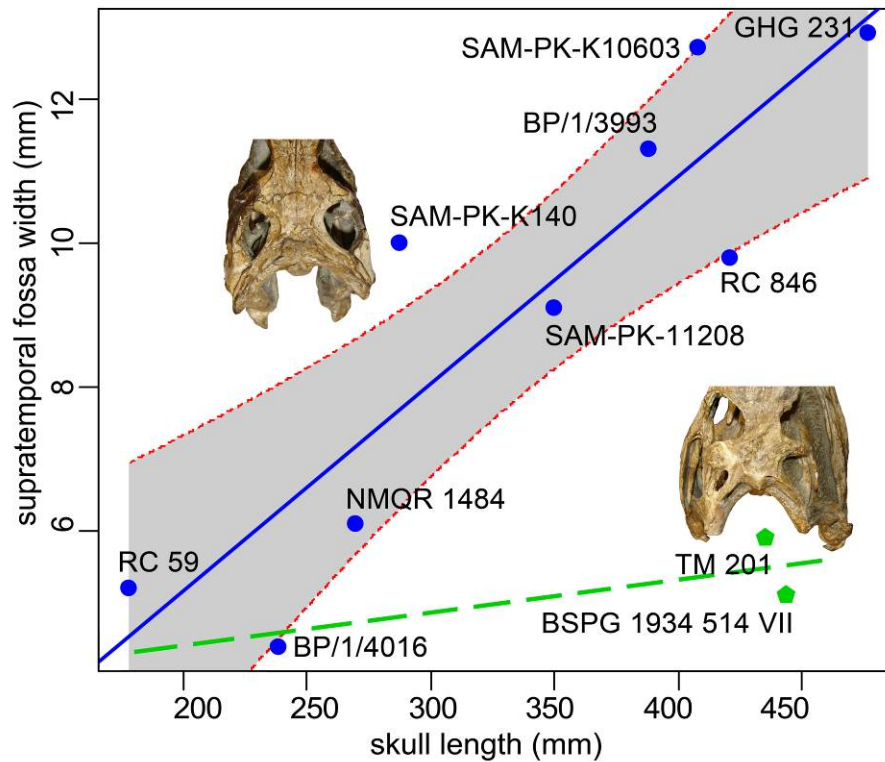 GHG 231
SAM-PK-K10603
12
BP/1/3993
SAM-PK-K140
10
RC 846
SAM-PK-11208
8
supratemporal fossa width (mm)
NMQR 1484
6
RC 59
TM 201
BSPG 1934 514 VII
BP/1/4016
200 250 300 350 400 450
skull length (mm)